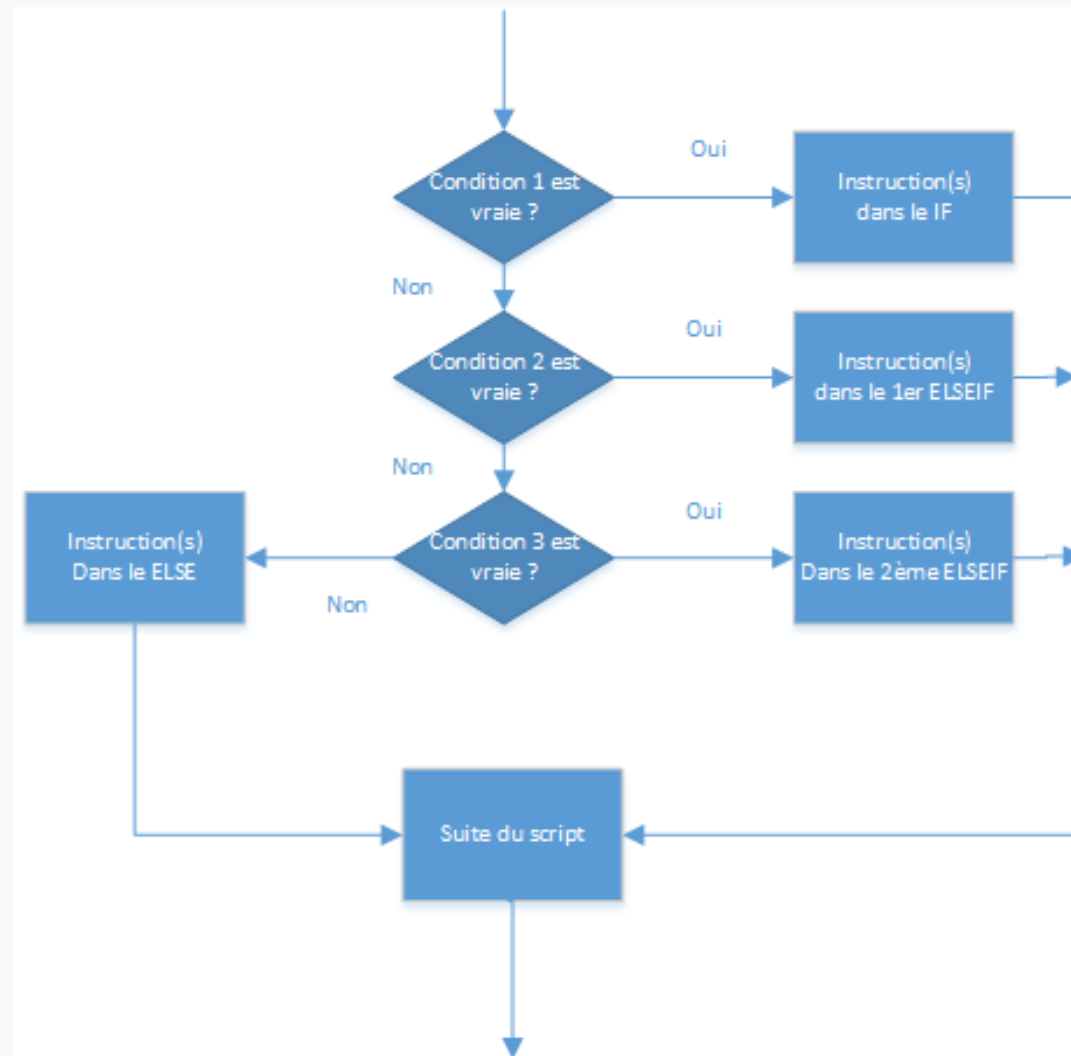 Condition 1 est
vraie ?
Oui
Instruction(s)
dans le IF
Non
Condition 2 est
vraie ?
Oui
Instruction(s)
dans le 1er ELSEIF
Non
Condition 3 est
vraie ?
Oui
Instruction(s)
Dans le 2ème ELSEIF
Non
Instruction(s)
Dans le ELSE
Suite du script